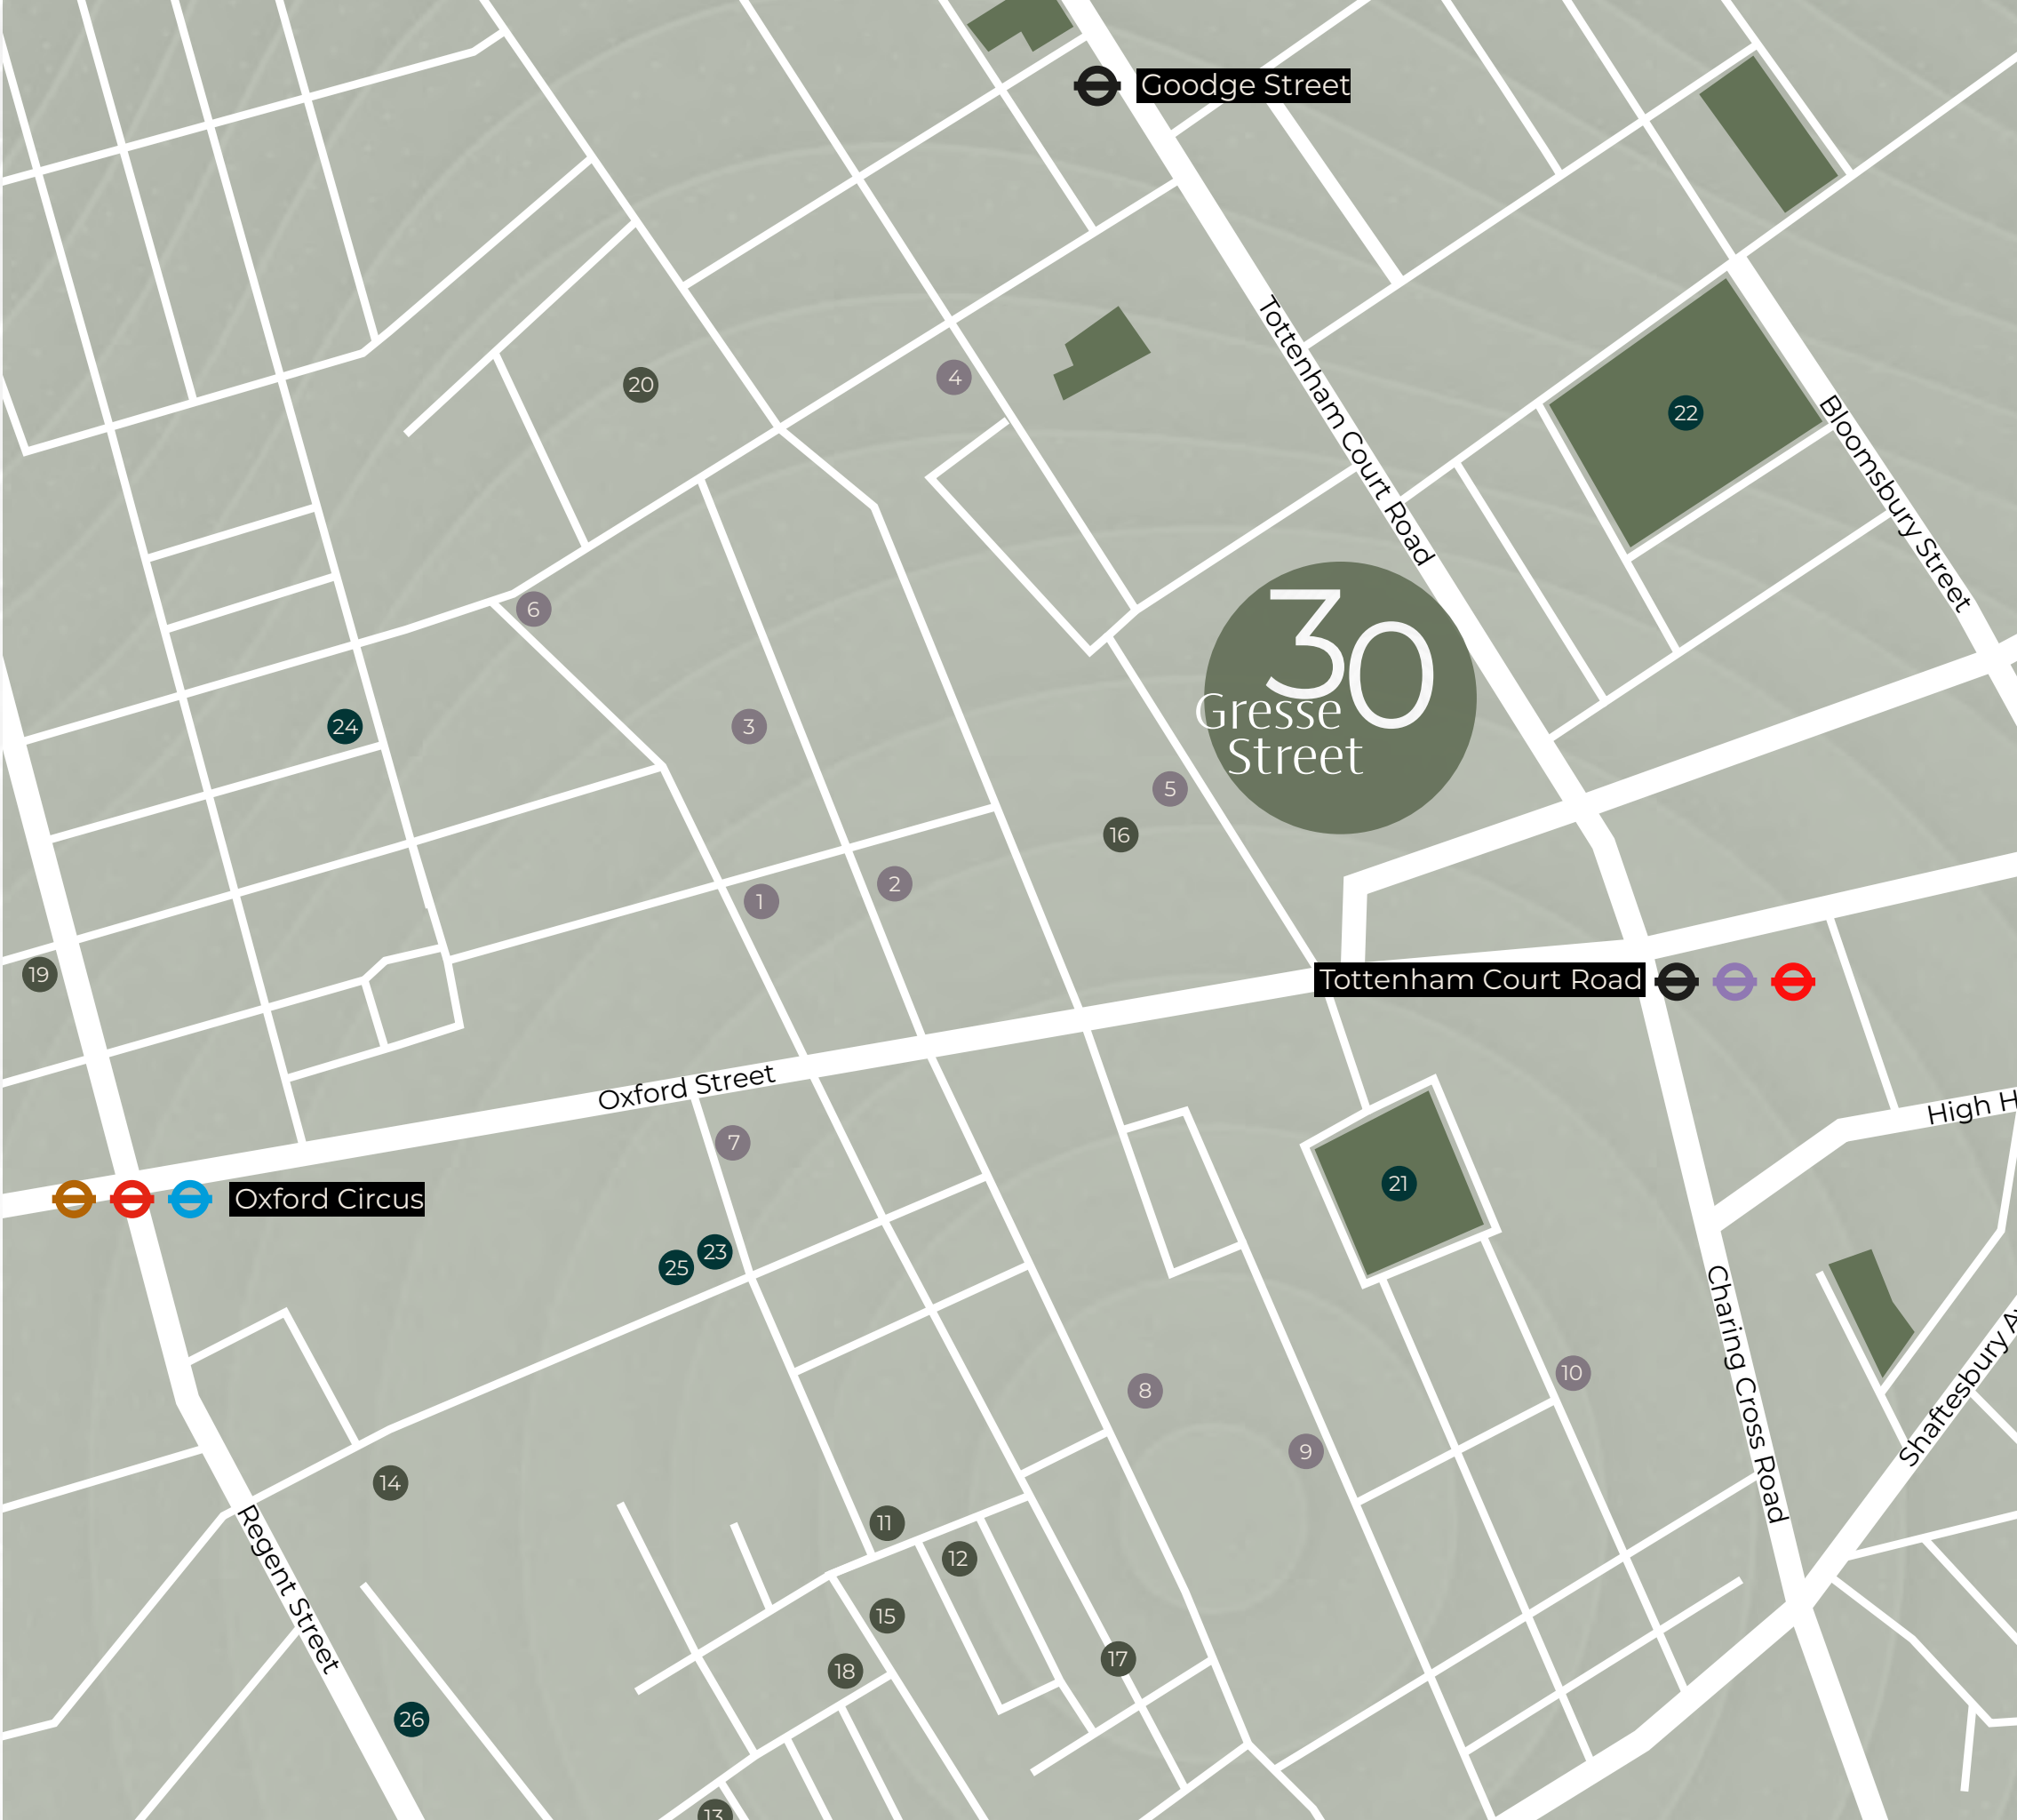 Goodge Street
Tottenham Court Road
20
4
22
Bloomsbury Street
30
Gresse
Street
6
24
3
5
16
2
1
19
Tottenham Court Road
Oxford Street
High H
7
21
Oxford Circus
23
25
Charing Cross Road
Shaftesbury A
10
8
9
14
Regent Street
11
12
15
17
18
26
13